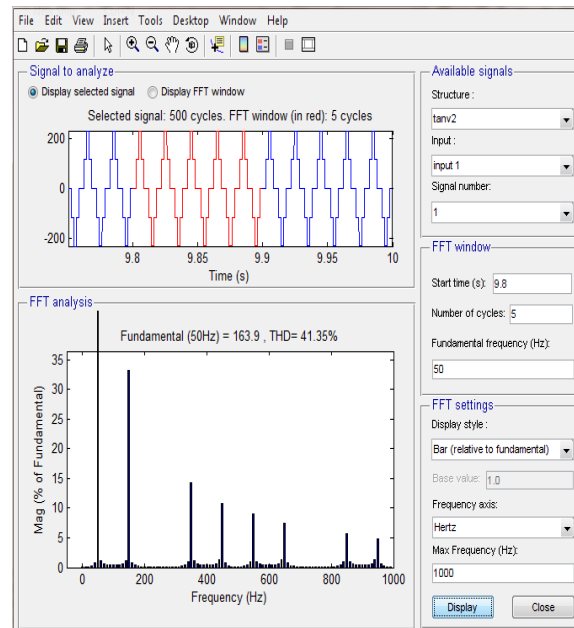 File Edit View Insert Tools Desktop Window Help
Signal to analyze
Display selected signal Display FFT window
Selected signal: 500 cycles. FFT window (in red): 5 cycles
200
0
-200
9.8 9.85 9.9 9.95 10
Time (s)
FFT analysis
Fundamental (50Hz) = 163.9 , THD= 41.35%
Mag (% of Fundamental)
35
30
25
20
15
10
5
0
0 200 400 600 800 1000
Frequency (Hz)
Available signals
Structure :
tanv2
Input :
input 1
Signal number:
1
FFT window
Start time (s): 9.8
Number of cycles: 5
Fundamental frequency (Hz):
50
FFT settings
Display style :
Bar (relative to fundamental)
Base value: 1.0
Frequency axis:
Hertz
Max Frequency (Hz):
1000
Display Close